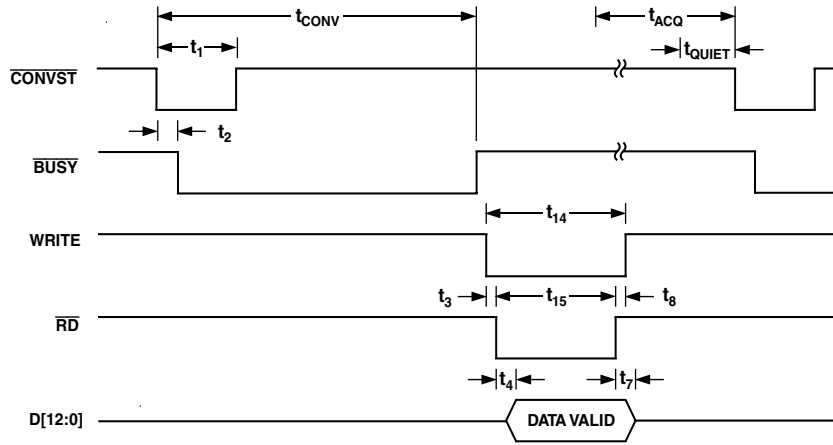 tCONV
tACQ
t1
tQUIET
CONVST
t2
BUSY
t14
WRITE
t3
t15
t8
RD
t4
t7
D[12:0]
DATA VALID